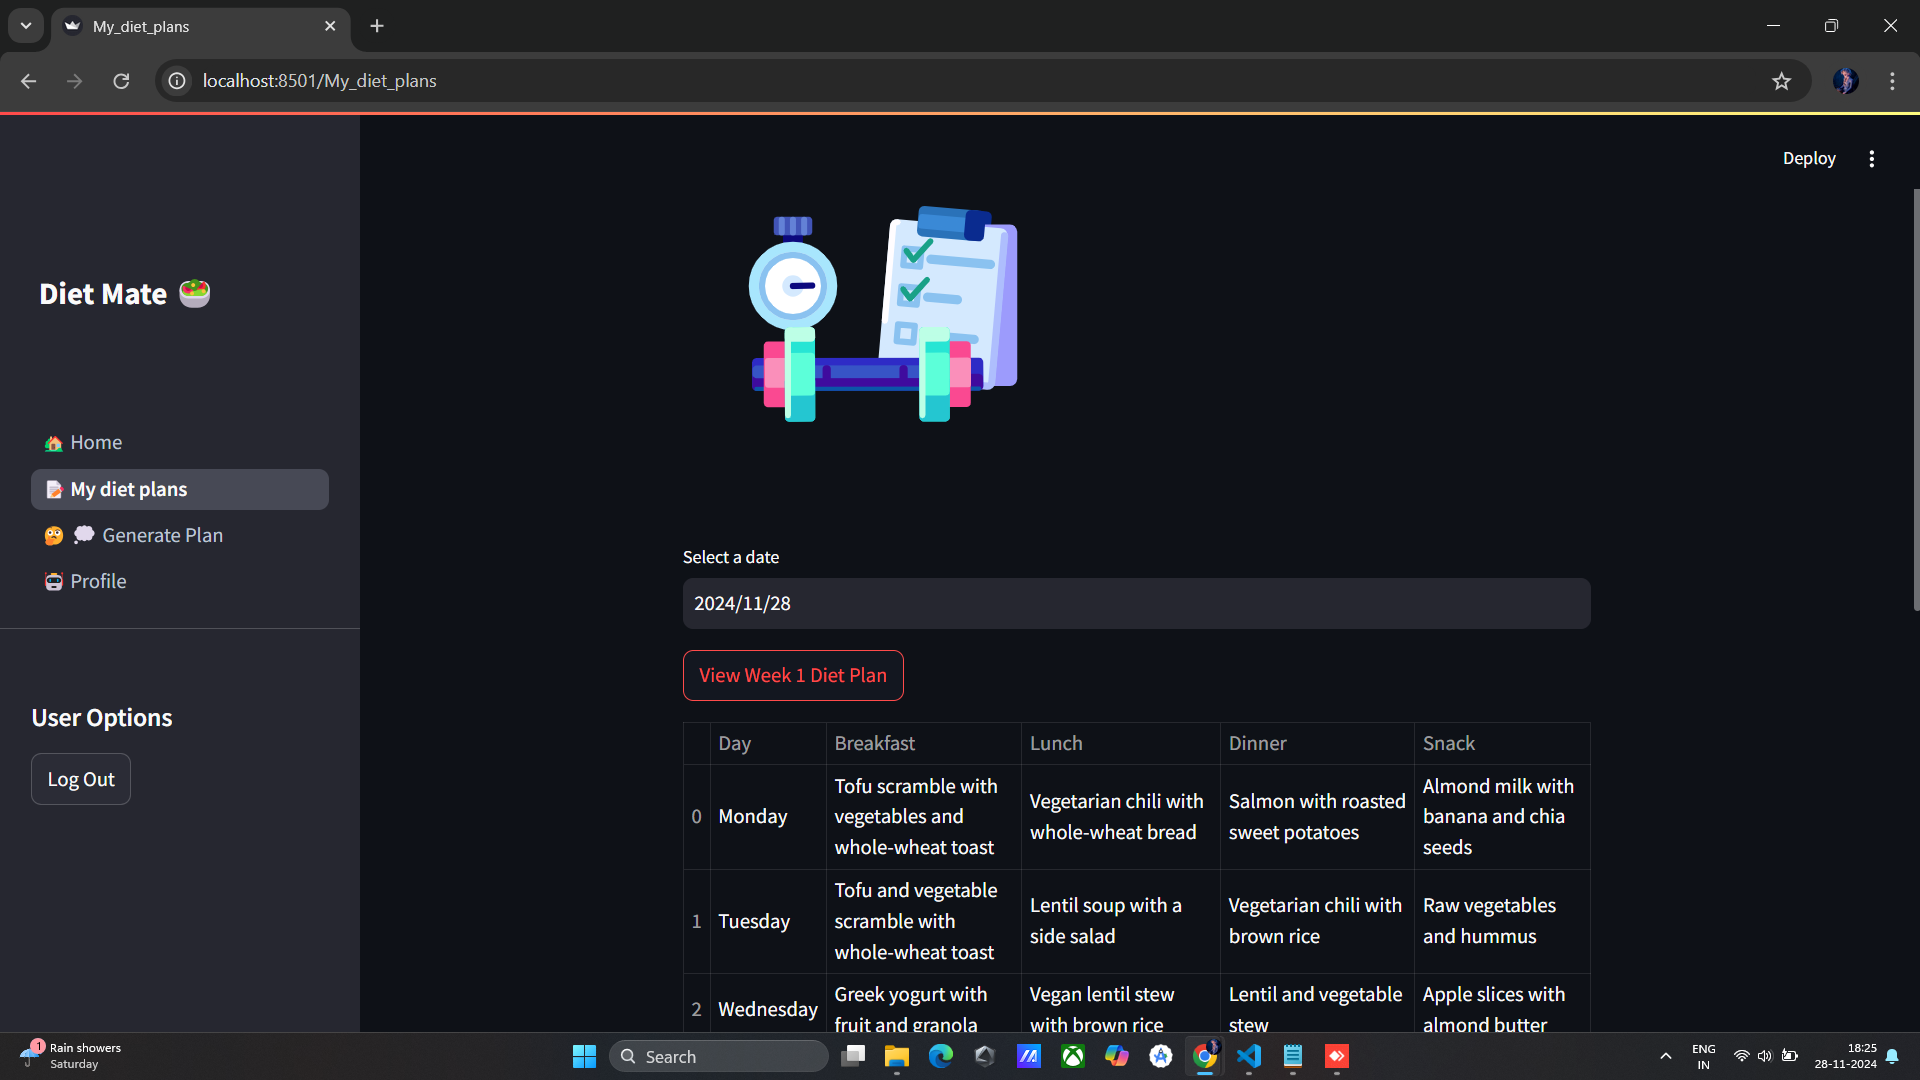 My_diet_plans
localhost:8501/My_diet_plans
Deploy
Diet Mate
Home
My diet plans
Generate Plan
Profile
User Options
Log Out
Select a date
2024/11/28
View Week 1 Diet Plan
Day Breakfast Lunch Dinner Snack
0 Monday
Tofu scramble with
vegetables and
whole-wheat toast
Vegetarian chili with
whole-wheat bread
Salmon with roasted
sweet potatoes
Almond milk with
banana and chia
seeds
1 Tuesday
Tofu and vegetable
scramble with
whole-wheat toast
Lentil soup with a
side salad
Vegetarian chili with
brown rice
Raw vegetables
and hummus
2 Wednesday
Greek yogurt with
fruit and granola
Vegan lentil stew
with brown rice
Lentil and vegetable
stew
Apple slices with
almond butter
1
Rain showers
Saturday
Search
ENG
IN
18:25
28-11-2024